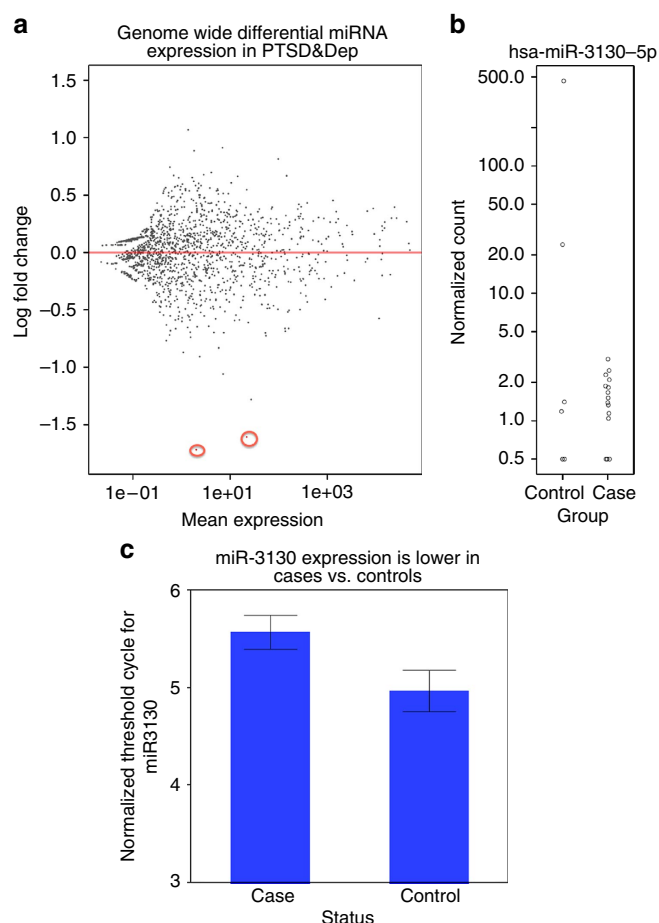 a
Genome wide differential miRNA
expression in PTSD&Dep
1.5
1.0
0.5
0.0
−0.5
−1.0
−1.5
Log fold change
1e−01
1e+01
1e+03
Mean expression
b
hsa-miR-3130–5p
500.0
100.0
50.0
20.0
10.0
5.0
2.0
1.0
0.5
Normalized count
Control
Case
Group
c
miR-3130 expression is lower in
cases vs. controls
6
5
4
3
Normalized threshold cycle for
miR3130
Case
Control
Status